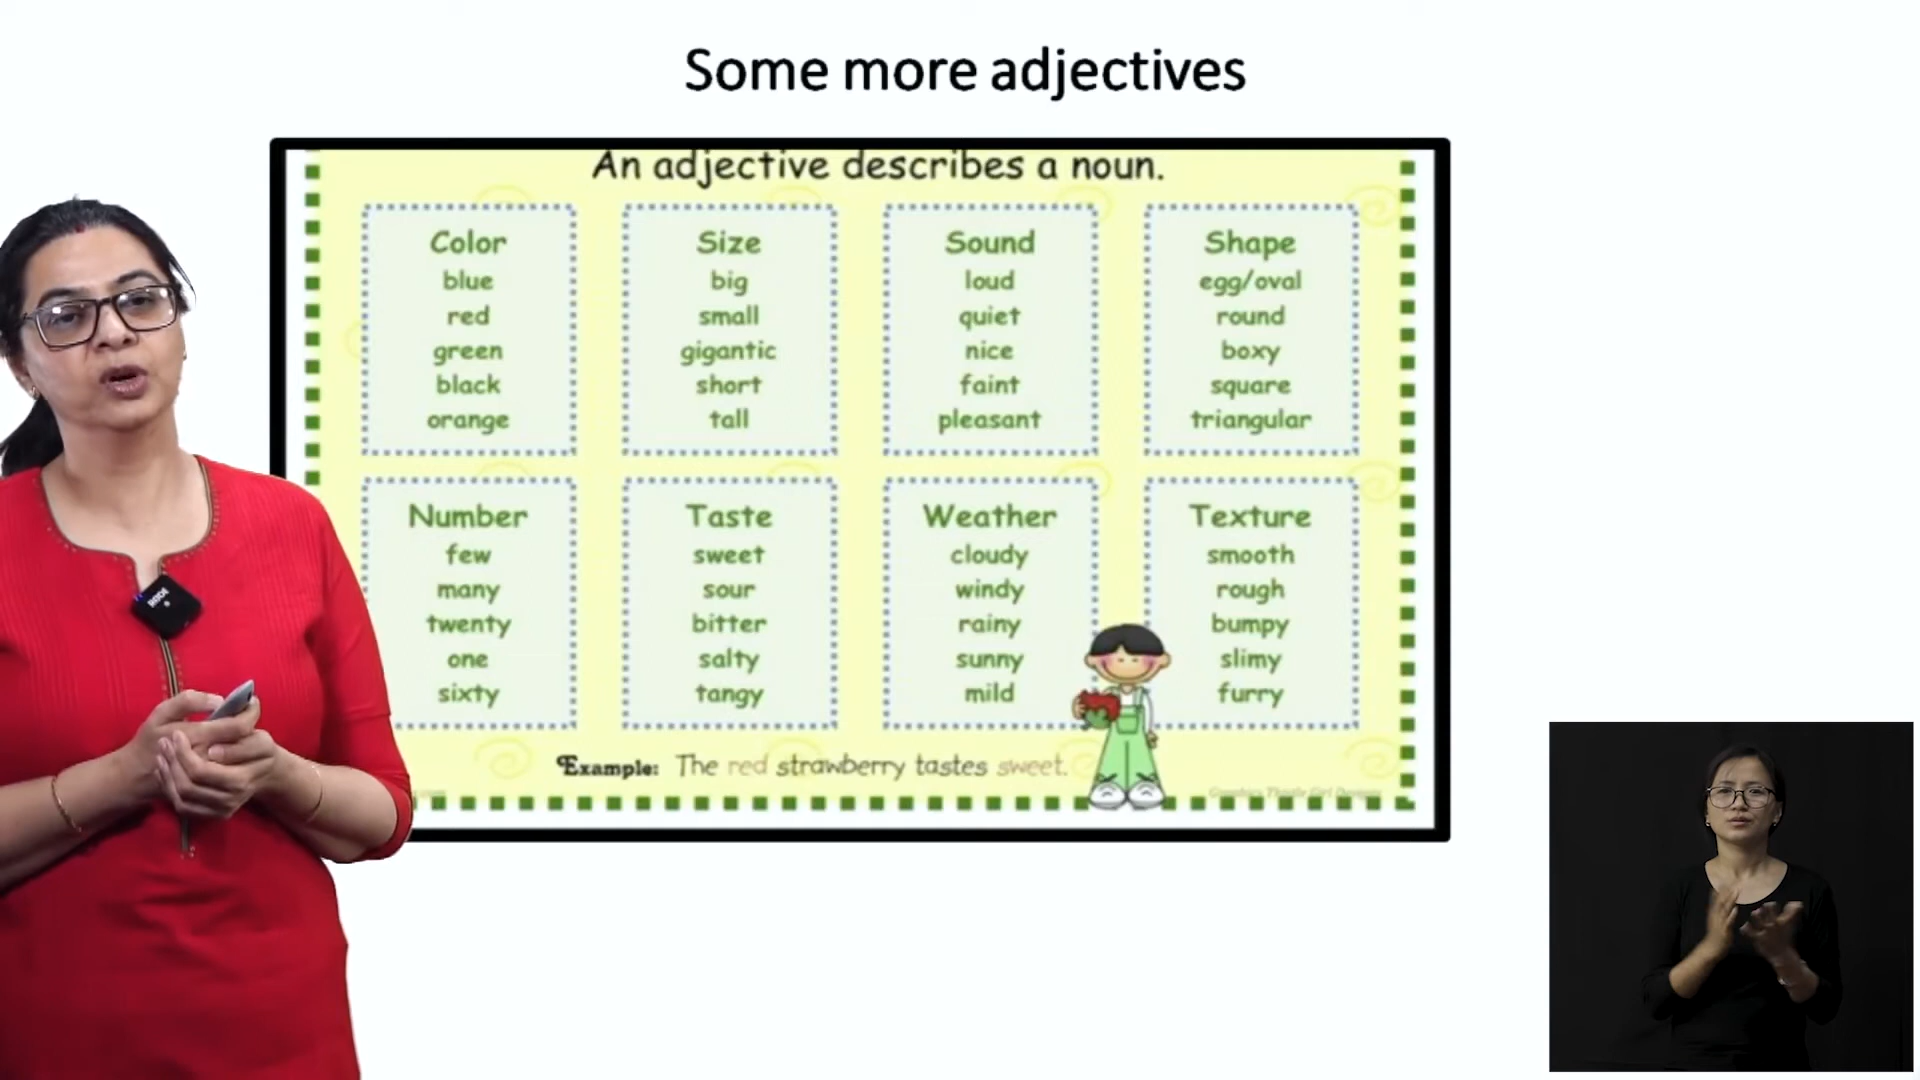 Some more adjectives
An adjective describes a noun.
Color
blue
red
green
black
orange
Size
big
small
gigantic
short
tall
Sound
loud
quiet
nice
faint
pleasant
Shape
egg/oval
round
boxy
square
triangular
Number
few
many
twenty
one
sixty
Taste
sweet
sour
bitter
salty
tangy
Weather
cloudy
windy
rainy
sunny
mild
Texture
smooth
rough
bumpy
slimy
furry
Example: The red strawberry tastes sweet.
RØDE